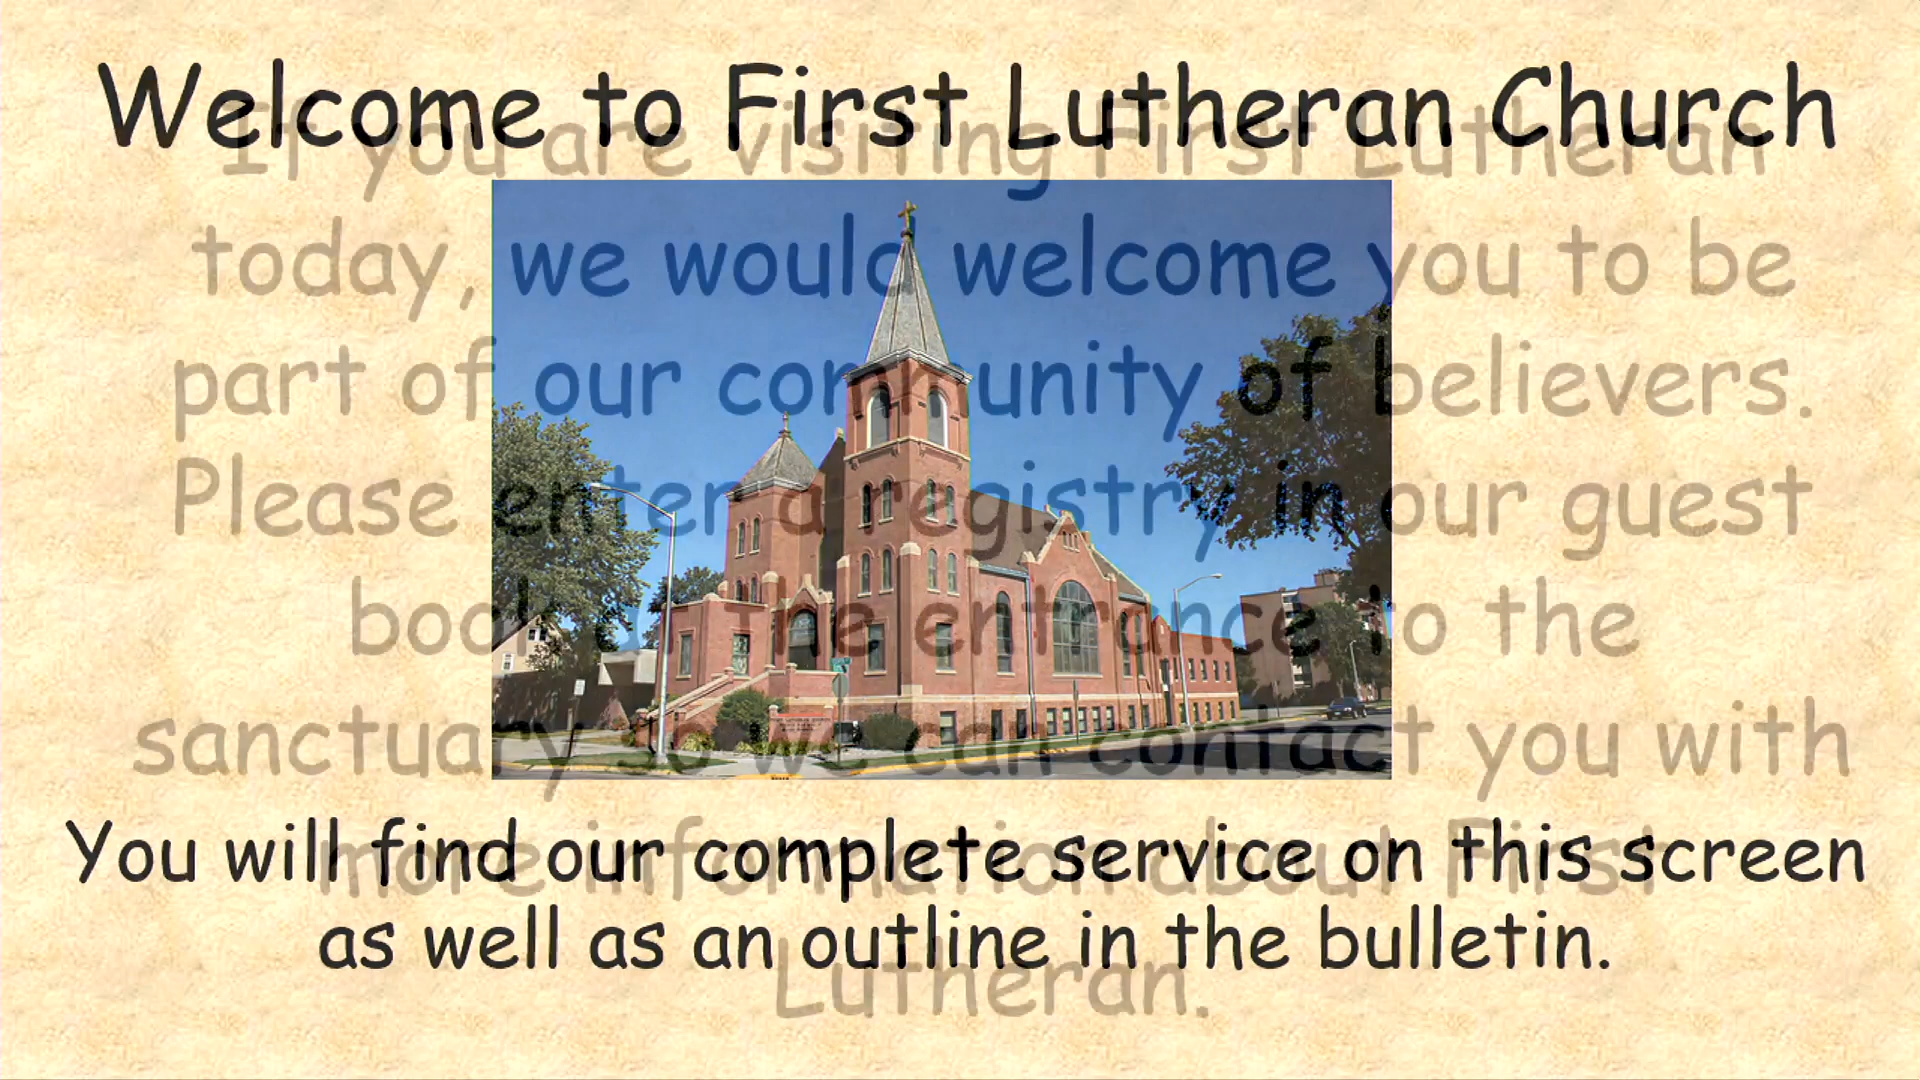 Welcome to First Lutheran Church
You will find our complete service on this screen
as well as an outline in the bulletin.
If you are visiting First Lutheran
today, we would welcome you to be
part of our community of believers.
Please enter a registry in our guest
book at the entrance to the
sanctuary so we can contact you with
more information about First
Lutheran.